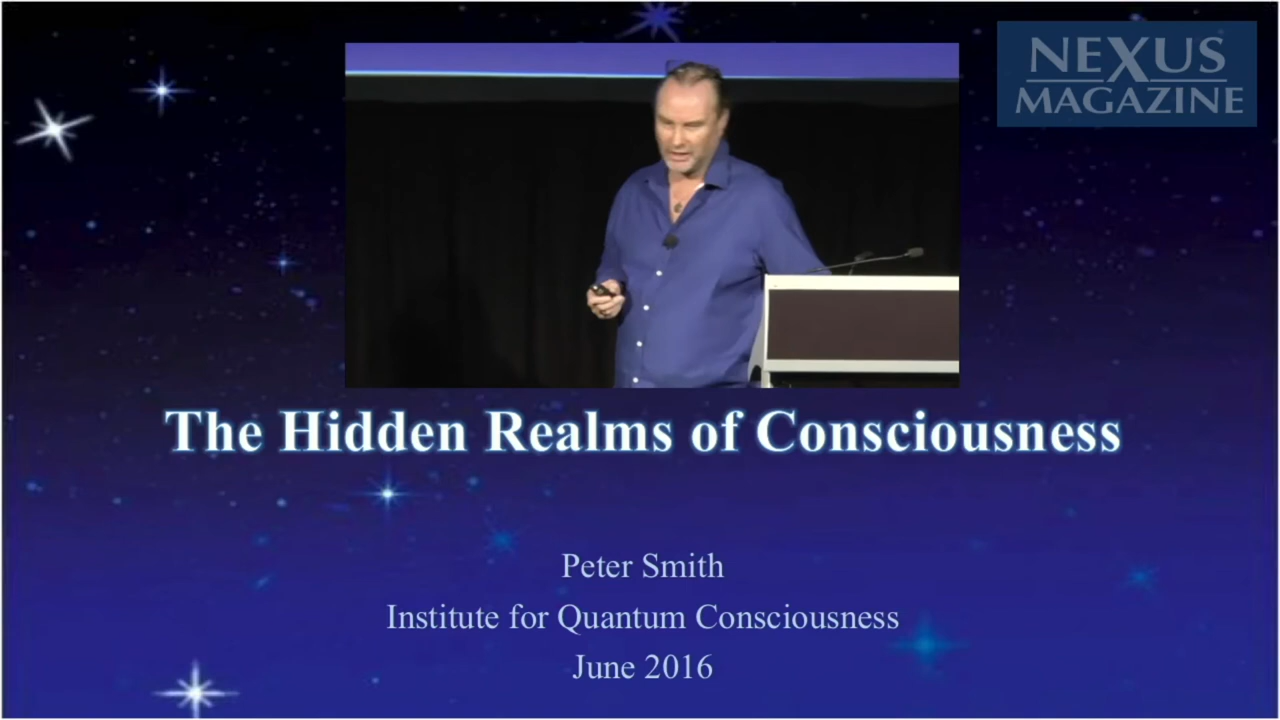 NEXUS
MAGAZINE
The Hidden Realms of Consciousness
Peter Smith
Institute for Quantum Consciousness
June 2016